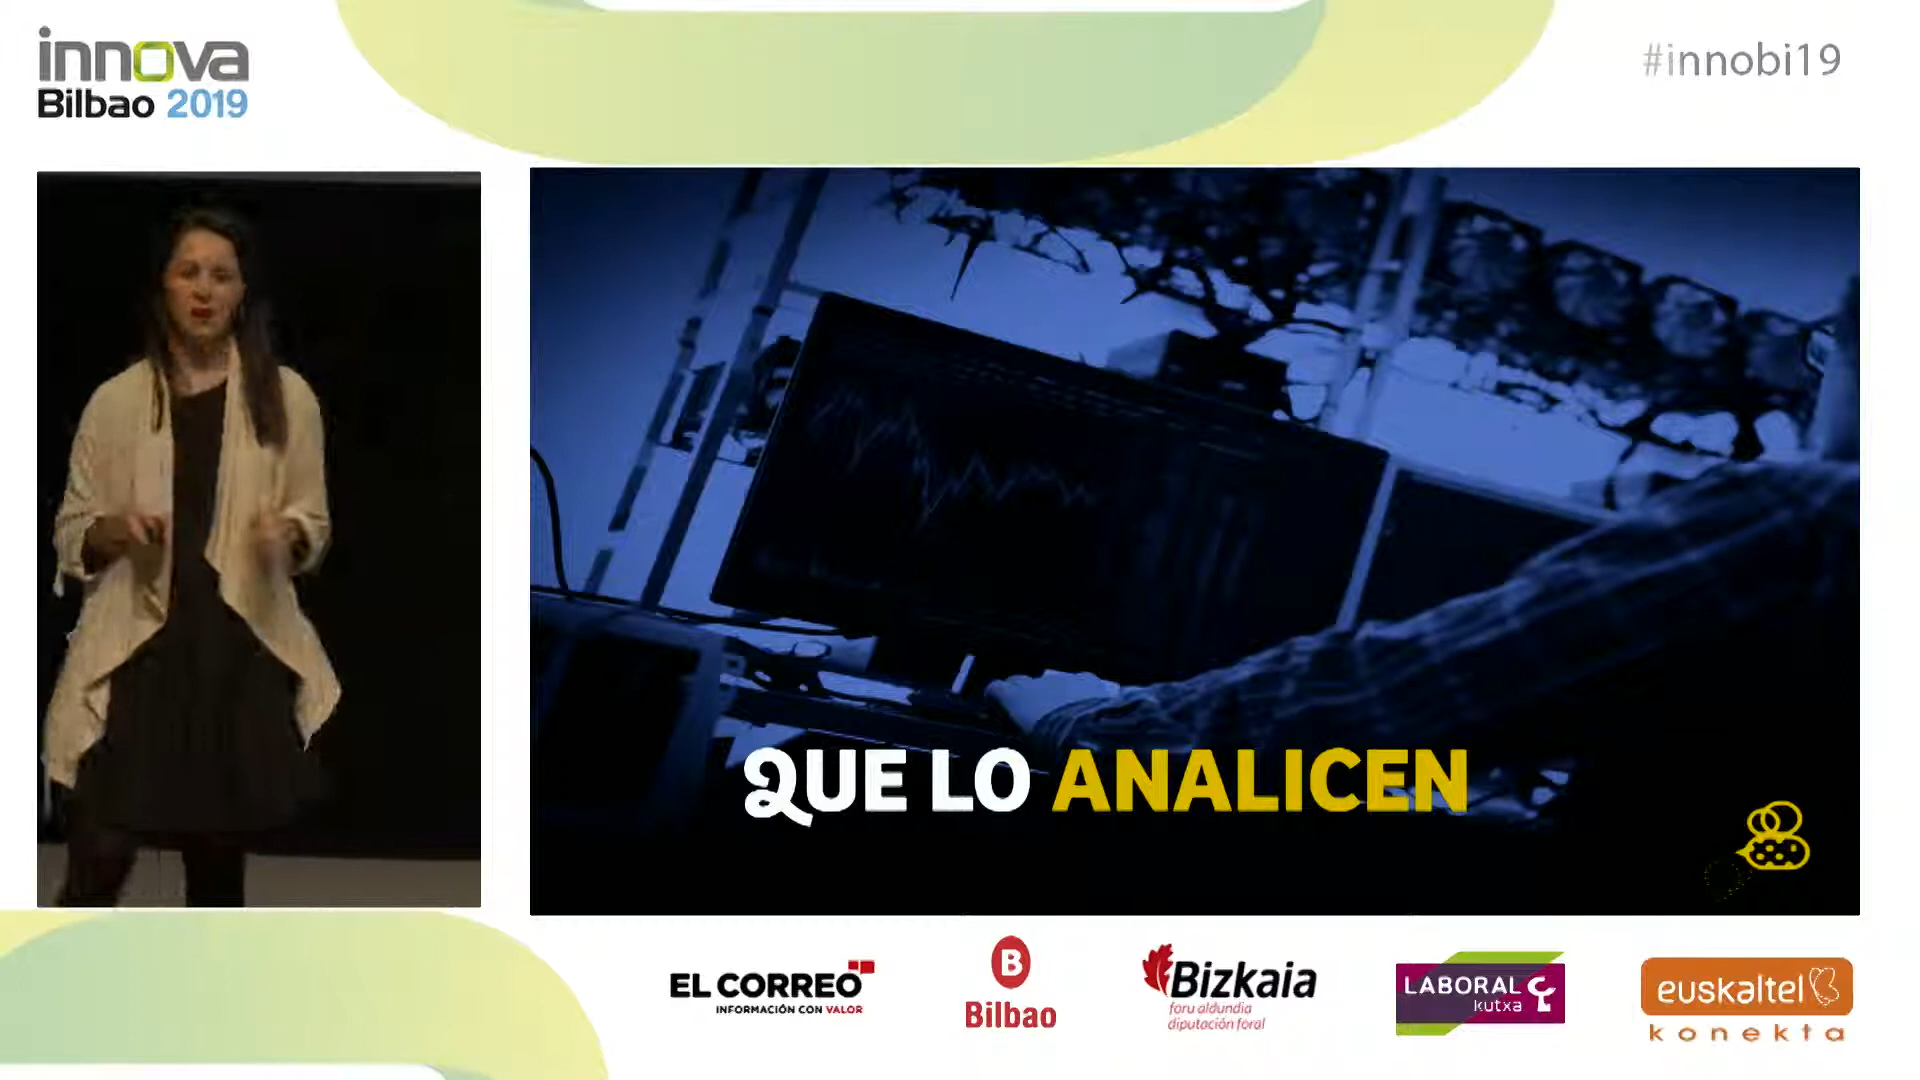 innova
Bilbao 2019
#innobi19
QUE LO ANALICEN
EL CORREO
INFORMACIÓN CON VALOR
B
Bilbao
Bizkaia
foru aldundia
diputación foral
LABORAL
kutxa
euskaltel
konekta